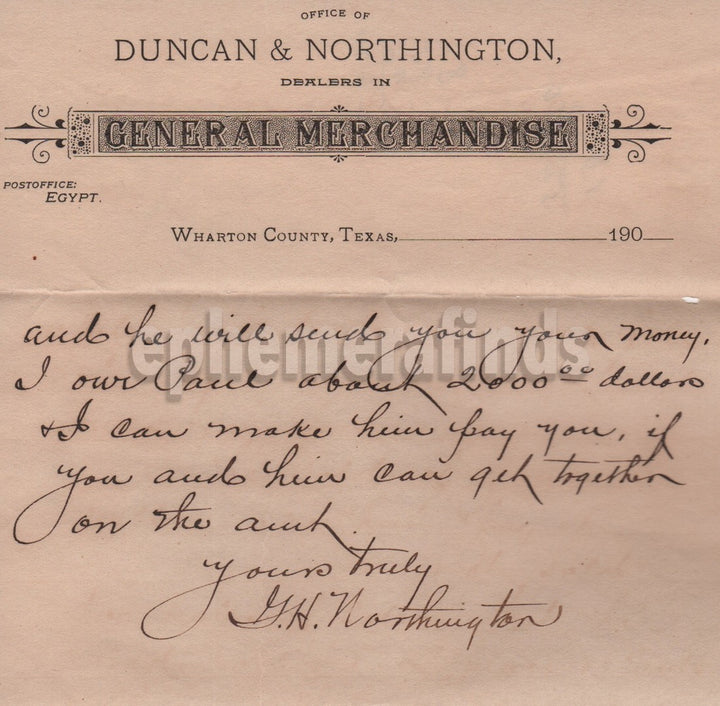 OFFICE OF
DUNCAN & NORTHINGTON,
DEALERS IN
GENERAL MERCHANDISE
POSTOFFICE:
EGYPT.
WHARTON COUNTY, TEXAS, 190
and he will send you your money.
ephemerafinds
I owe Paul about 2000 00 dollars
& I can make him pay you, if
you and him can get together
on the amt.
yours truly
G.H. Northington